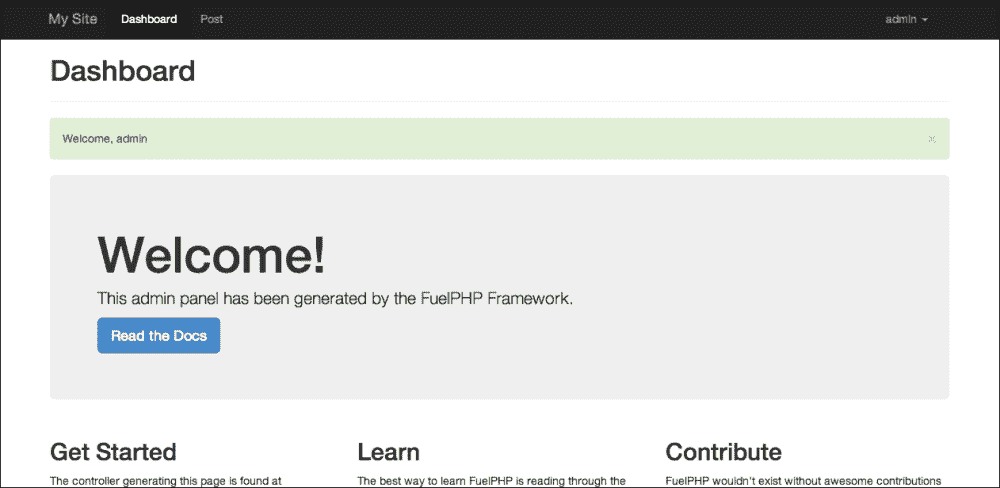 My Site Dashboard Post admin
Dashboard
Welcome, admin ×
Welcome!
This admin panel has been generated by the FuelPHP Framework.
Read the Docs
Get Started Learn Contribute
The controller generating this page is found at The best way to learn FuelPHP is reading through the FuelPHP wouldn't exist without awesome contributions